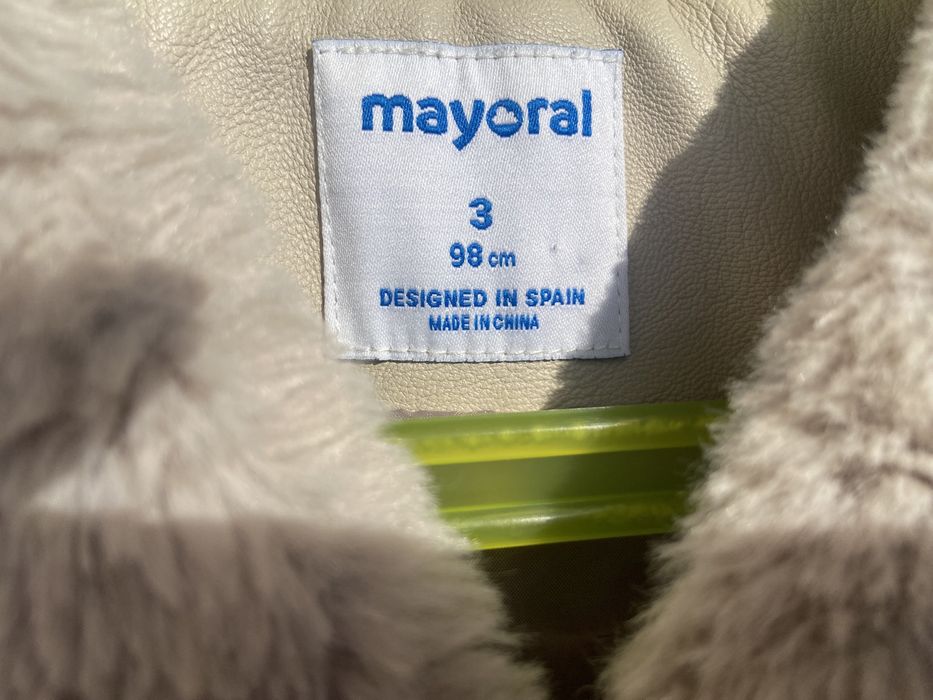 mayoral
3
98 cm
DESIGNED IN SPAIN
MADE IN CHINA